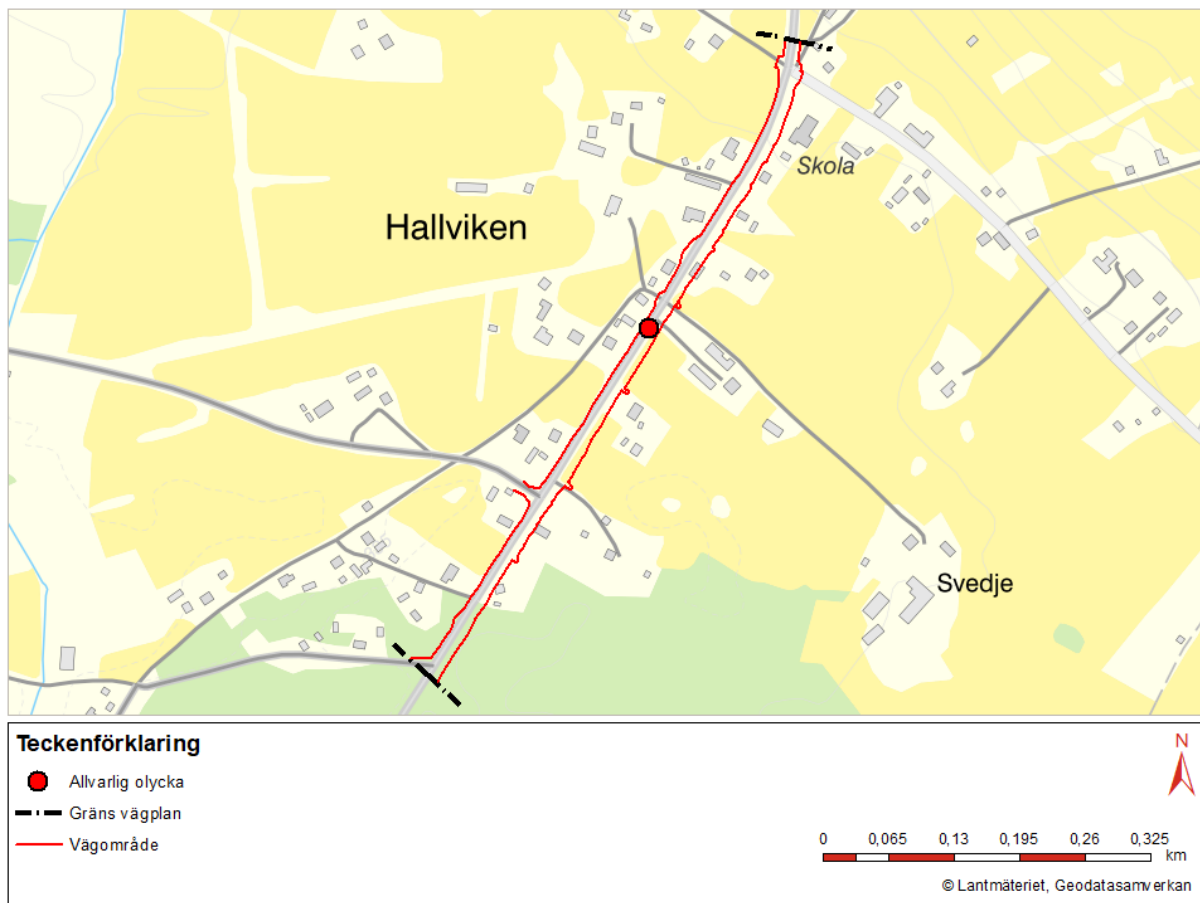 Skola
Hallviken
Svedje
Teckenförklaring
Allvarlig olycka
Gräns vägplan
Vägområde
N
0 0,065 0,13 0,195 0,26 0,325
km
© Lantmäteriet, Geodatasamverkan